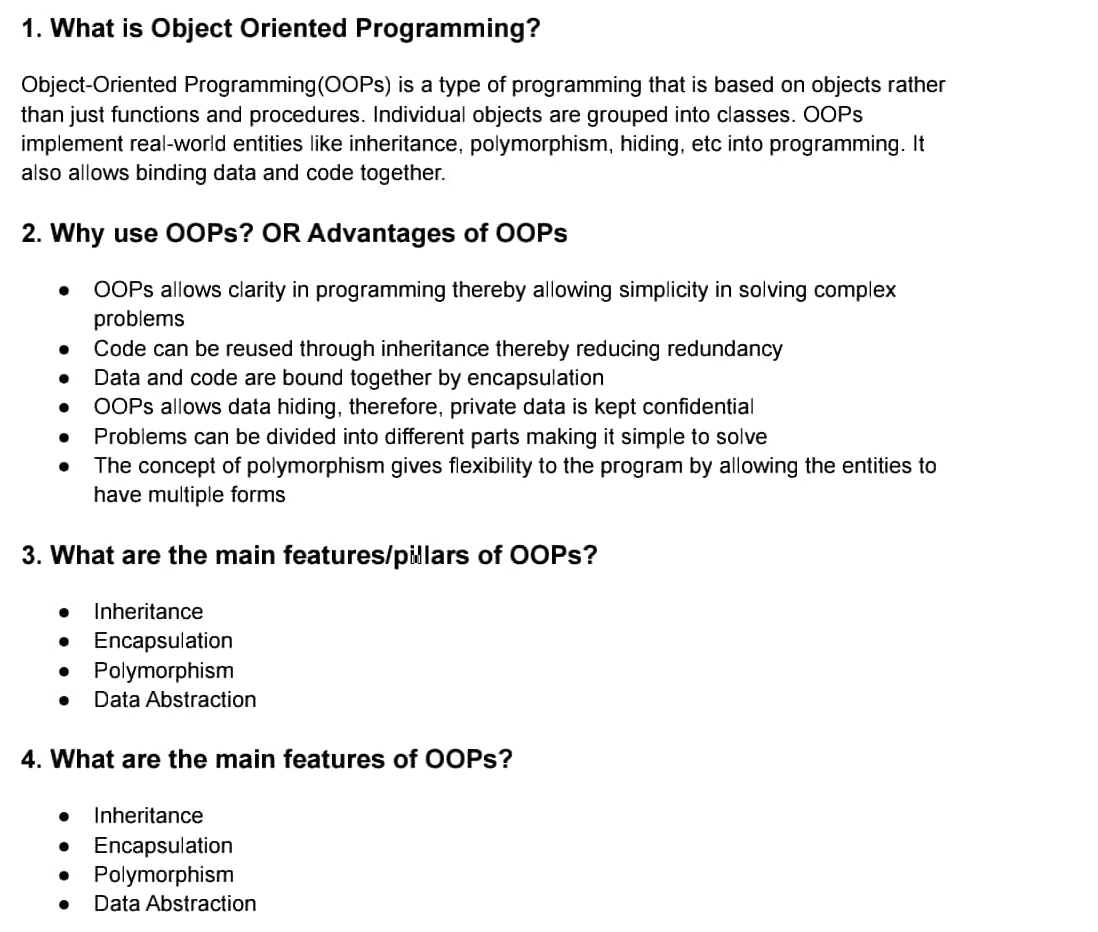 1. What is Object Oriented Programming?
Object-Oriented Programming(OOPs) is a type of programming that is based on objects rather
than just functions and procedures. Individual objects are grouped into classes. OOPs
implement real-world entities like inheritance, polymorphism, hiding, etc into programming. It
also allows binding data and code together.
2. Why use OOPs? OR Advantages of OOPs
● OOPs allows clarity in programming thereby allowing simplicity in solving complex
problems
● Code can be reused through inheritance thereby reducing redundancy
● Data and code are bound together by encapsulation
● OOPs allows data hiding, therefore, private data is kept confidential
● Problems can be divided into different parts making it simple to solve
● The concept of polymorphism gives flexibility to the program by allowing the entities to
have multiple forms
3. What are the main features/pillars of OOPs?
● Inheritance
● Encapsulation
● Polymorphism
● Data Abstraction
4. What are the main features of OOPs?
● Inheritance
● Encapsulation
● Polymorphism
● Data Abstraction